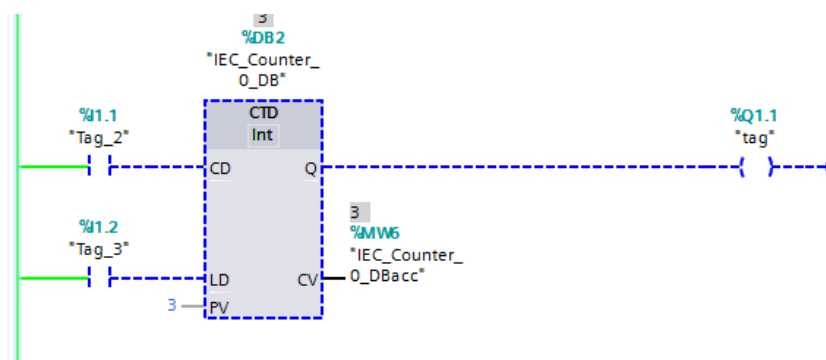 3
%DB2
"IEC_Counter_
0_DB"
%I1.1
"Tag_2"
CTD
Int
%Q1.1
"tag"
CD
Q
%I1.2
"Tag_3"
3
%MW6
"IEC_Counter_
0_DBacc"
LD
CV
3
PV